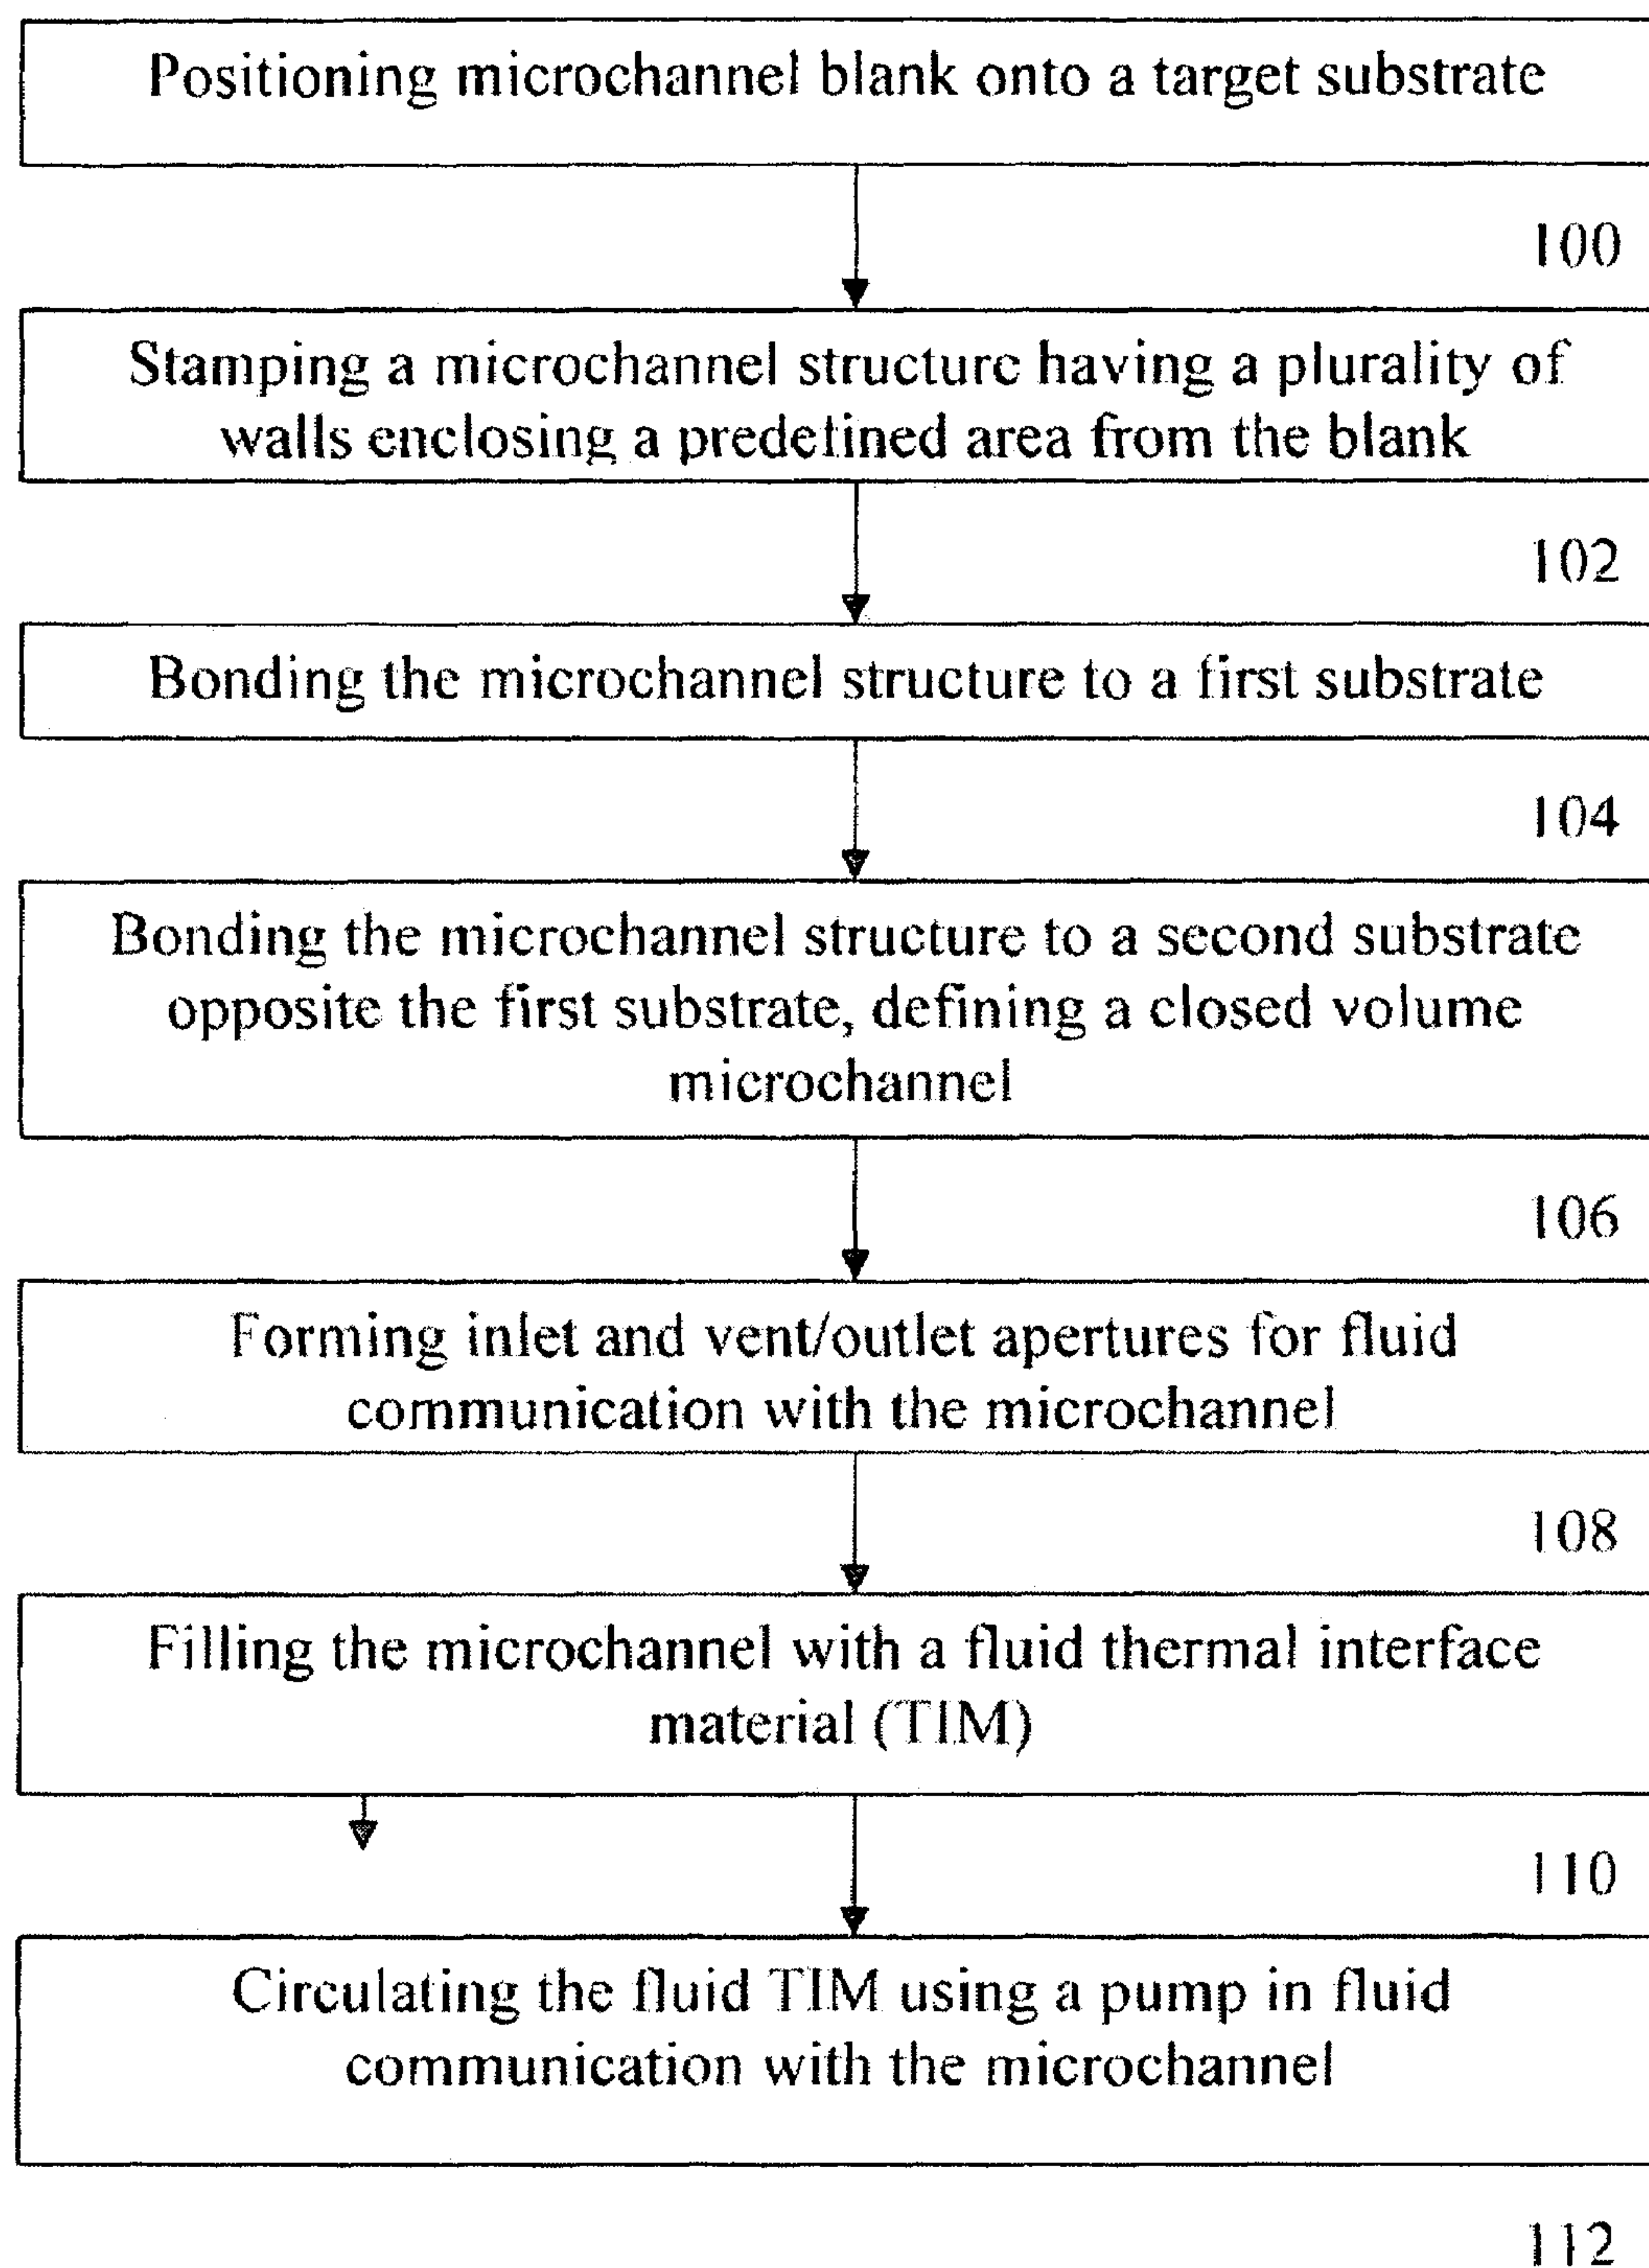 Positioning microchannel blank onto a target substrate
100
Stamping a microchannel structure having a plurality of
walls enclosing a predefined area from the blank
102
Bonding the microchannel structure to a first substrate
104
Bonding the microchannel structure to a second substrate
opposite the first substrate, defining a closed volume
microchannel
106
Forming inlet and vent/outlet apertures for fluid
communication with the microchannel
108
Filling the microchannel with a fluid thermal interface
material (TIM)
110
Circulating the fluid TIM using a pump in fluid
communication with the microchannel
112